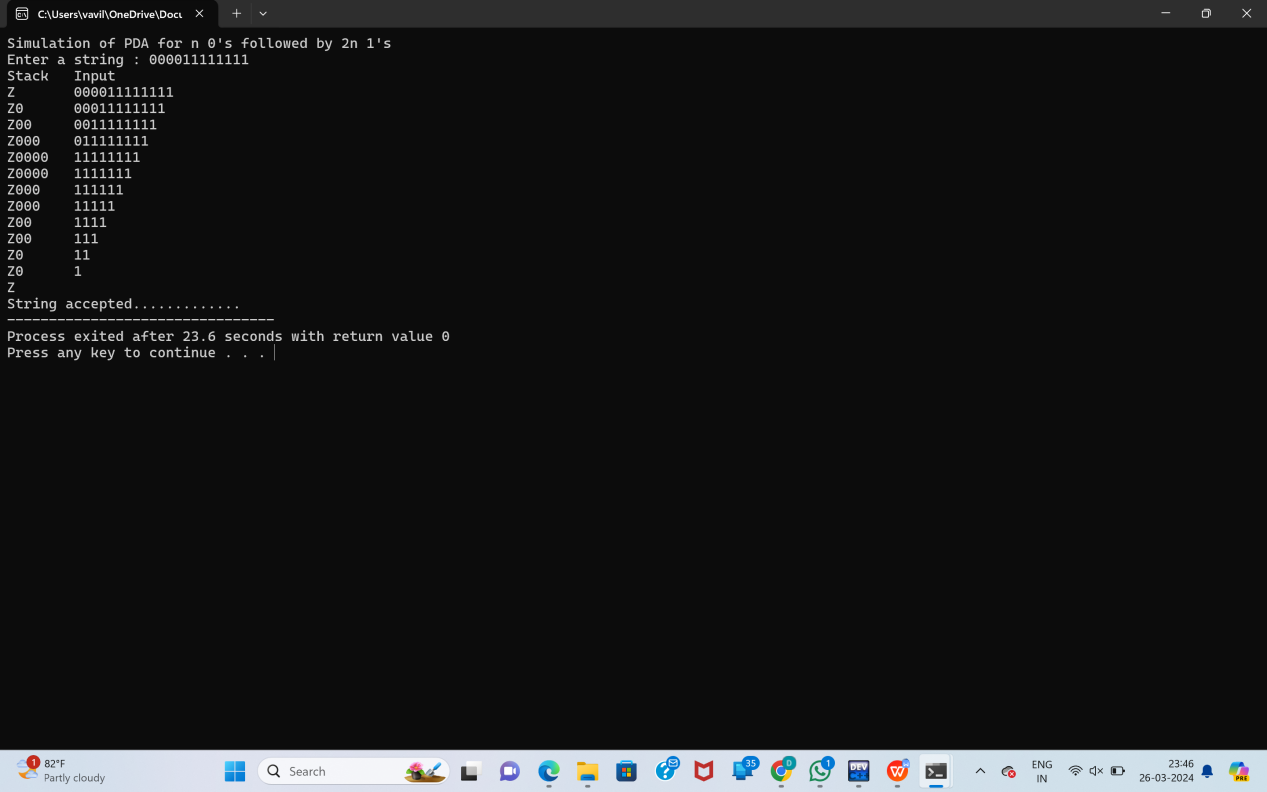 C:\Users\vavil\OneDrive\Docu
Simulation of PDA for n 0's followed by 2n 1's
Enter a string : 000011111111
Stack   Input
Z       000011111111
Z0      00011111111
Z00     0011111111
Z000    011111111
Z0000   11111111
Z0000   1111111
Z000    111111
Z000    11111
Z00     1111
Z00     111
Z0      11
Z0      1
Z
String accepted.............
--------------------------------
Process exited after 23.6 seconds with return value 0
Press any key to continue . . .
1
82°F
Partly cloudy
Search
35
D
1
DEV
W
ENG
IN
23:46
26-03-2024
PRE